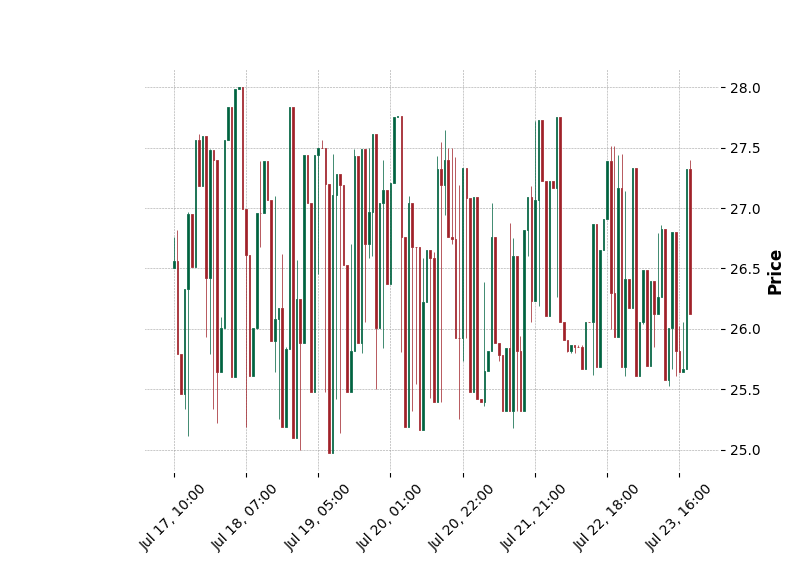 28.0
27.5
27.0
26.5
26.0
25.5
25.0
Price
Jul 17, 10:00
Jul 18, 07:00
Jul 19, 05:00
Jul 20, 01:00
Jul 20, 22:00
Jul 21, 21:00
Jul 22, 18:00
Jul 23, 16:00